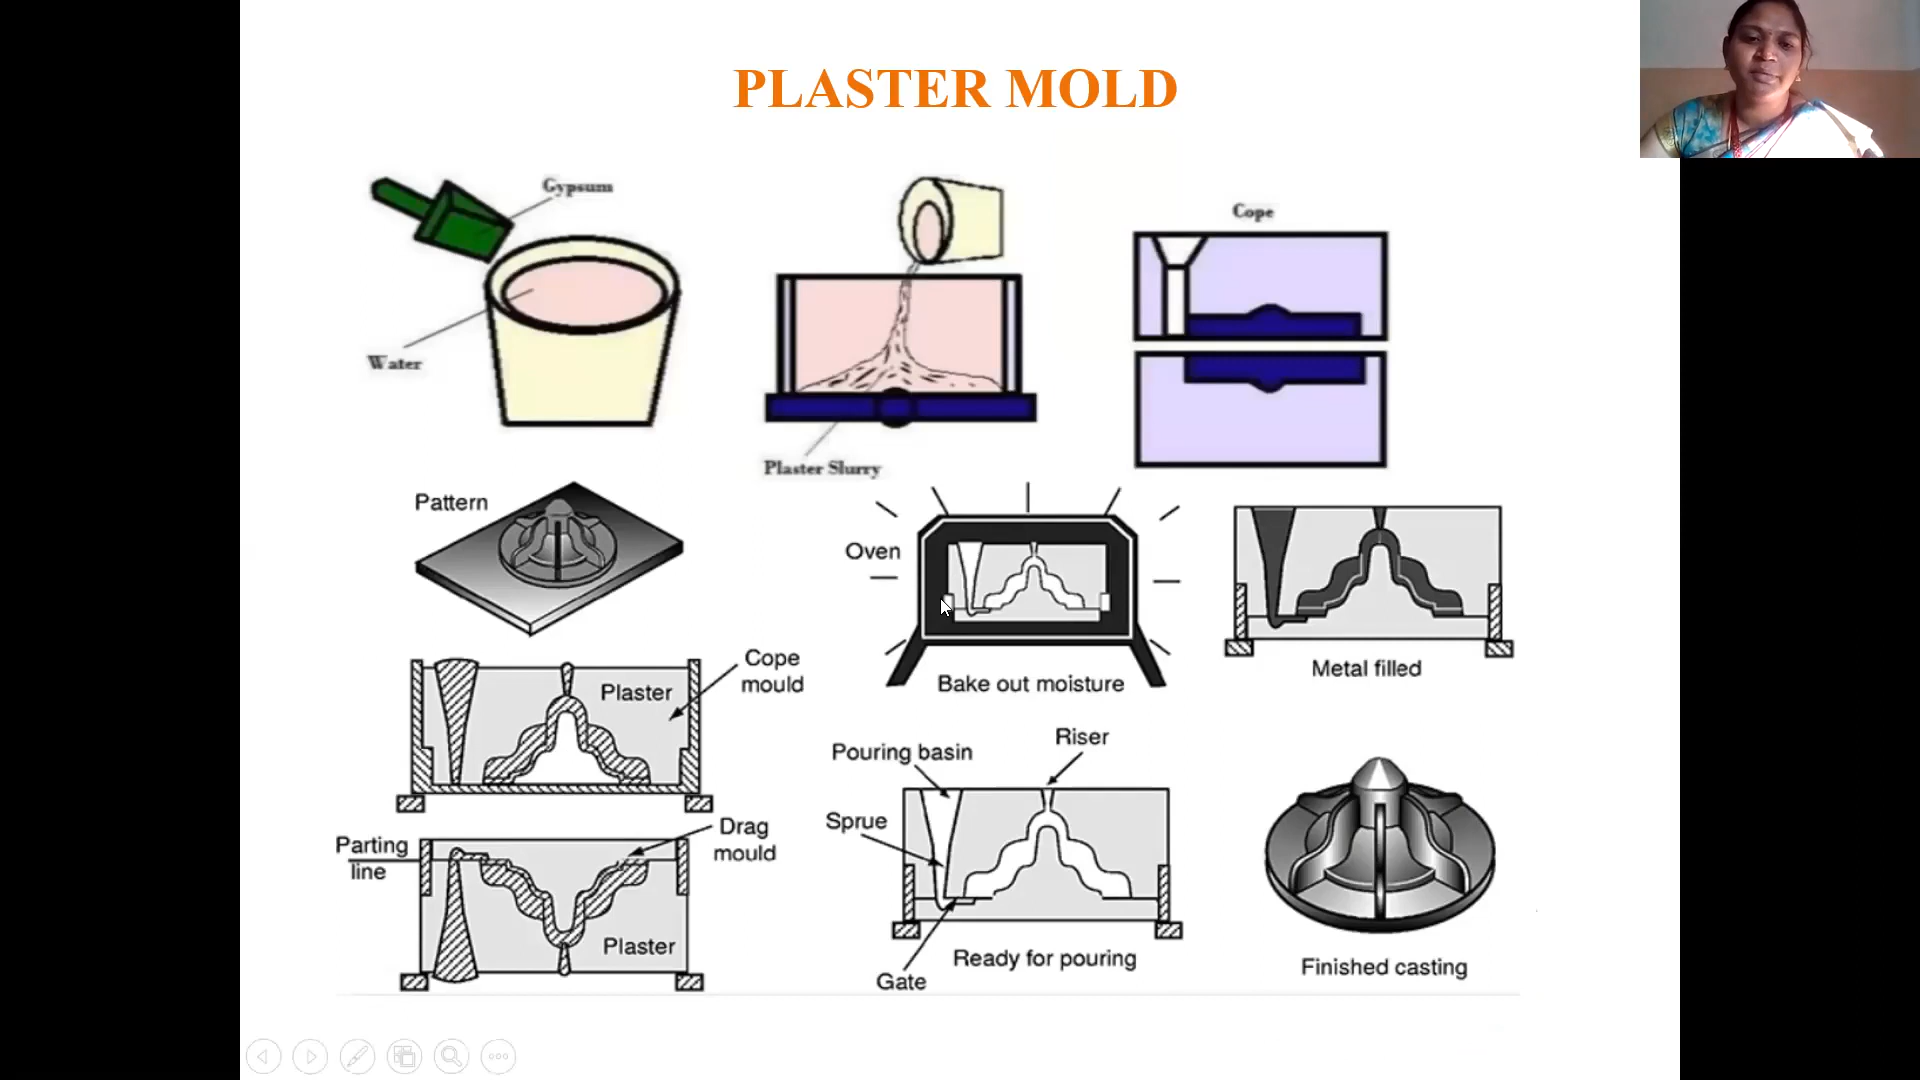 PLASTER MOLD
Gypsum
Water
Plaster Slurry
Cope
Pattern
Oven
Bake out moisture
Metal filled
Cope
mould
Plaster
Drag
mould
Parting
line
Plaster
Pouring basin
Riser
Sprue
Gate
Ready for pouring
Finished casting